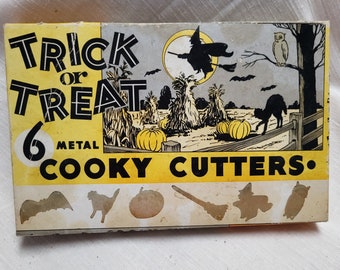 TRICK
or
TREAT
6 METAL
COOKY CUTTERS.